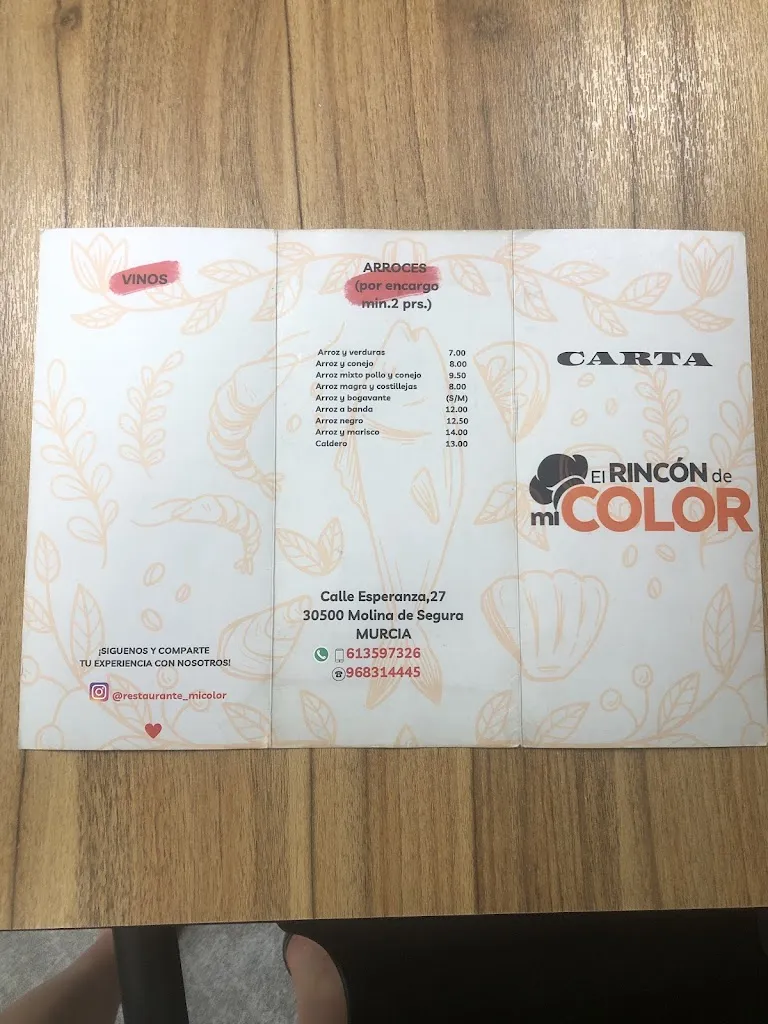 VINOS
¡SIGUENOS Y COMPARTE
TU EXPERIENCIA CON NOSOTROS!
@restaurante_micolor
ARROCES
(por encargo
min.2 prs.)
Arroz y verduras 7.00
Arroz y conejo 8.00
Arroz mixto pollo y conejo 9.50
Arroz magra y costillejas 8.00
Arroz y bogavante (S/M)
Arroz a banda 12.00
Arroz negro 12.50
Arroz y marisco 14.00
Caldero 13.00
Calle Esperanza,27
30500 Molina de Segura
MURCIA
613597326
968314445
CARTA
El RINCÓN de
mi COLOR